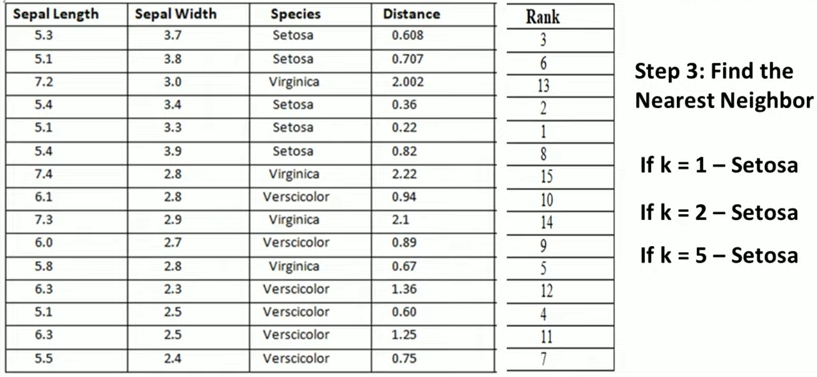 Sepal Length Sepal Width Species Distance Rank
5.3 3.7 Setosa 0.608 3
5.1 3.8 Setosa 0.707 6
7.2 3.0 Virginica 2.002 13
5.4 3.4 Setosa 0.36 2
5.1 3.3 Setosa 0.22 1
5.4 3.9 Setosa 0.82 8
7.4 2.8 Virginica 2.22 15
6.1 2.8 Verscicolor 0.94 10
7.3 2.9 Virginica 2.1 14
6.0 2.7 Verscicolor 0.89 9
5.8 2.8 Virginica 0.67 5
6.3 2.3 Verscicolor 1.36 12
5.1 2.5 Verscicolor 0.60 4
6.3 2.5 Verscicolor 1.25 11
5.5 2.4 Verscicolor 0.75 7
Step 3: Find the
Nearest Neighbor
If k = 1 – Setosa
If k = 2 – Setosa
If k = 5 – Setosa